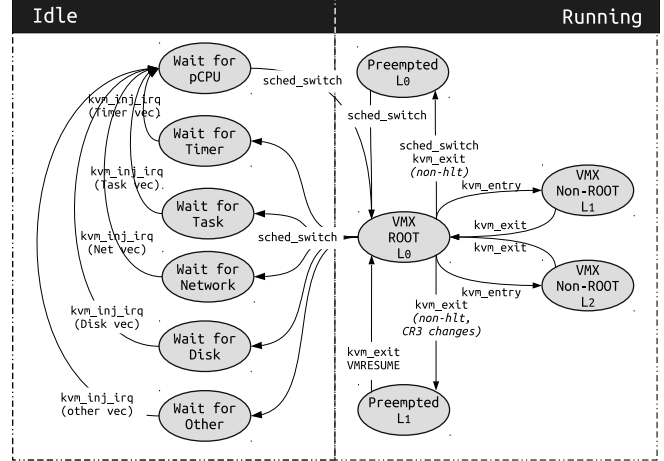 Idle
Running
Wait for
pCPU
sched_switch
Preempted
L0
kvm_inj_irq
(Timer vec)
sched_switch
Wait for
Timer
sched_switch
kvm_exit
(non-hlt)
kvm_inj_irq
(Task vec)
kvm_entry
VMX
Non-ROOT
L1
Wait for
Task
kvm_exit
kvm_inj_irq
(Net vec)
sched_switch
VMX
ROOT
L0
kvm_exit
Wait for
Network
kvm_entry
VMX
Non-ROOT
L2
kvm_inj_irq
(Disk vec)
kvm_exit
(non-hlt,
CR3 changes)
Wait for
Disk
kvm_exit
VMRESUME
kvm_inj_irq
(other vec)
Wait for
Other
Preempted
L1